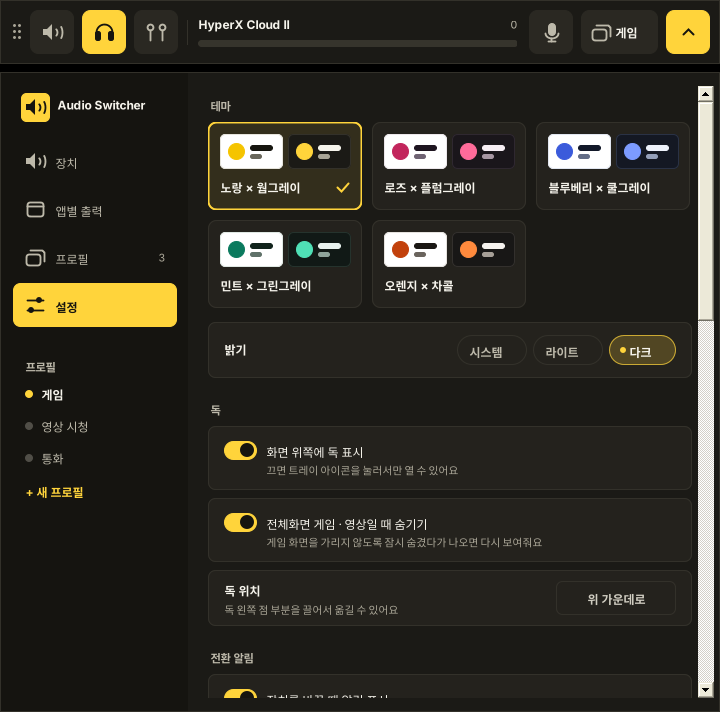 HyperX Cloud II
0
게임
Audio Switcher
장치
앱별 출력
프로필
3
설정
프로필
게임
영상 시청
통화
+ 새 프로필
테마
노랑 × 웜그레이
로즈 × 플럼그레이
블루베리 × 쿨그레이
민트 × 그린그레이
오렌지 × 차콜
밝기
시스템
라이트
다크
독
화면 위쪽에 독 표시
끄면 트레이 아이콘을 눌러서만 열 수 있어요
전체화면 게임 · 영상일 때 숨기기
게임 화면을 가리지 않도록 잠시 숨겼다가 나오면 다시 보여줘요
독 위치
독 왼쪽 점 부분을 끌어서 옮길 수 있어요
위 가운데로
전환 알림